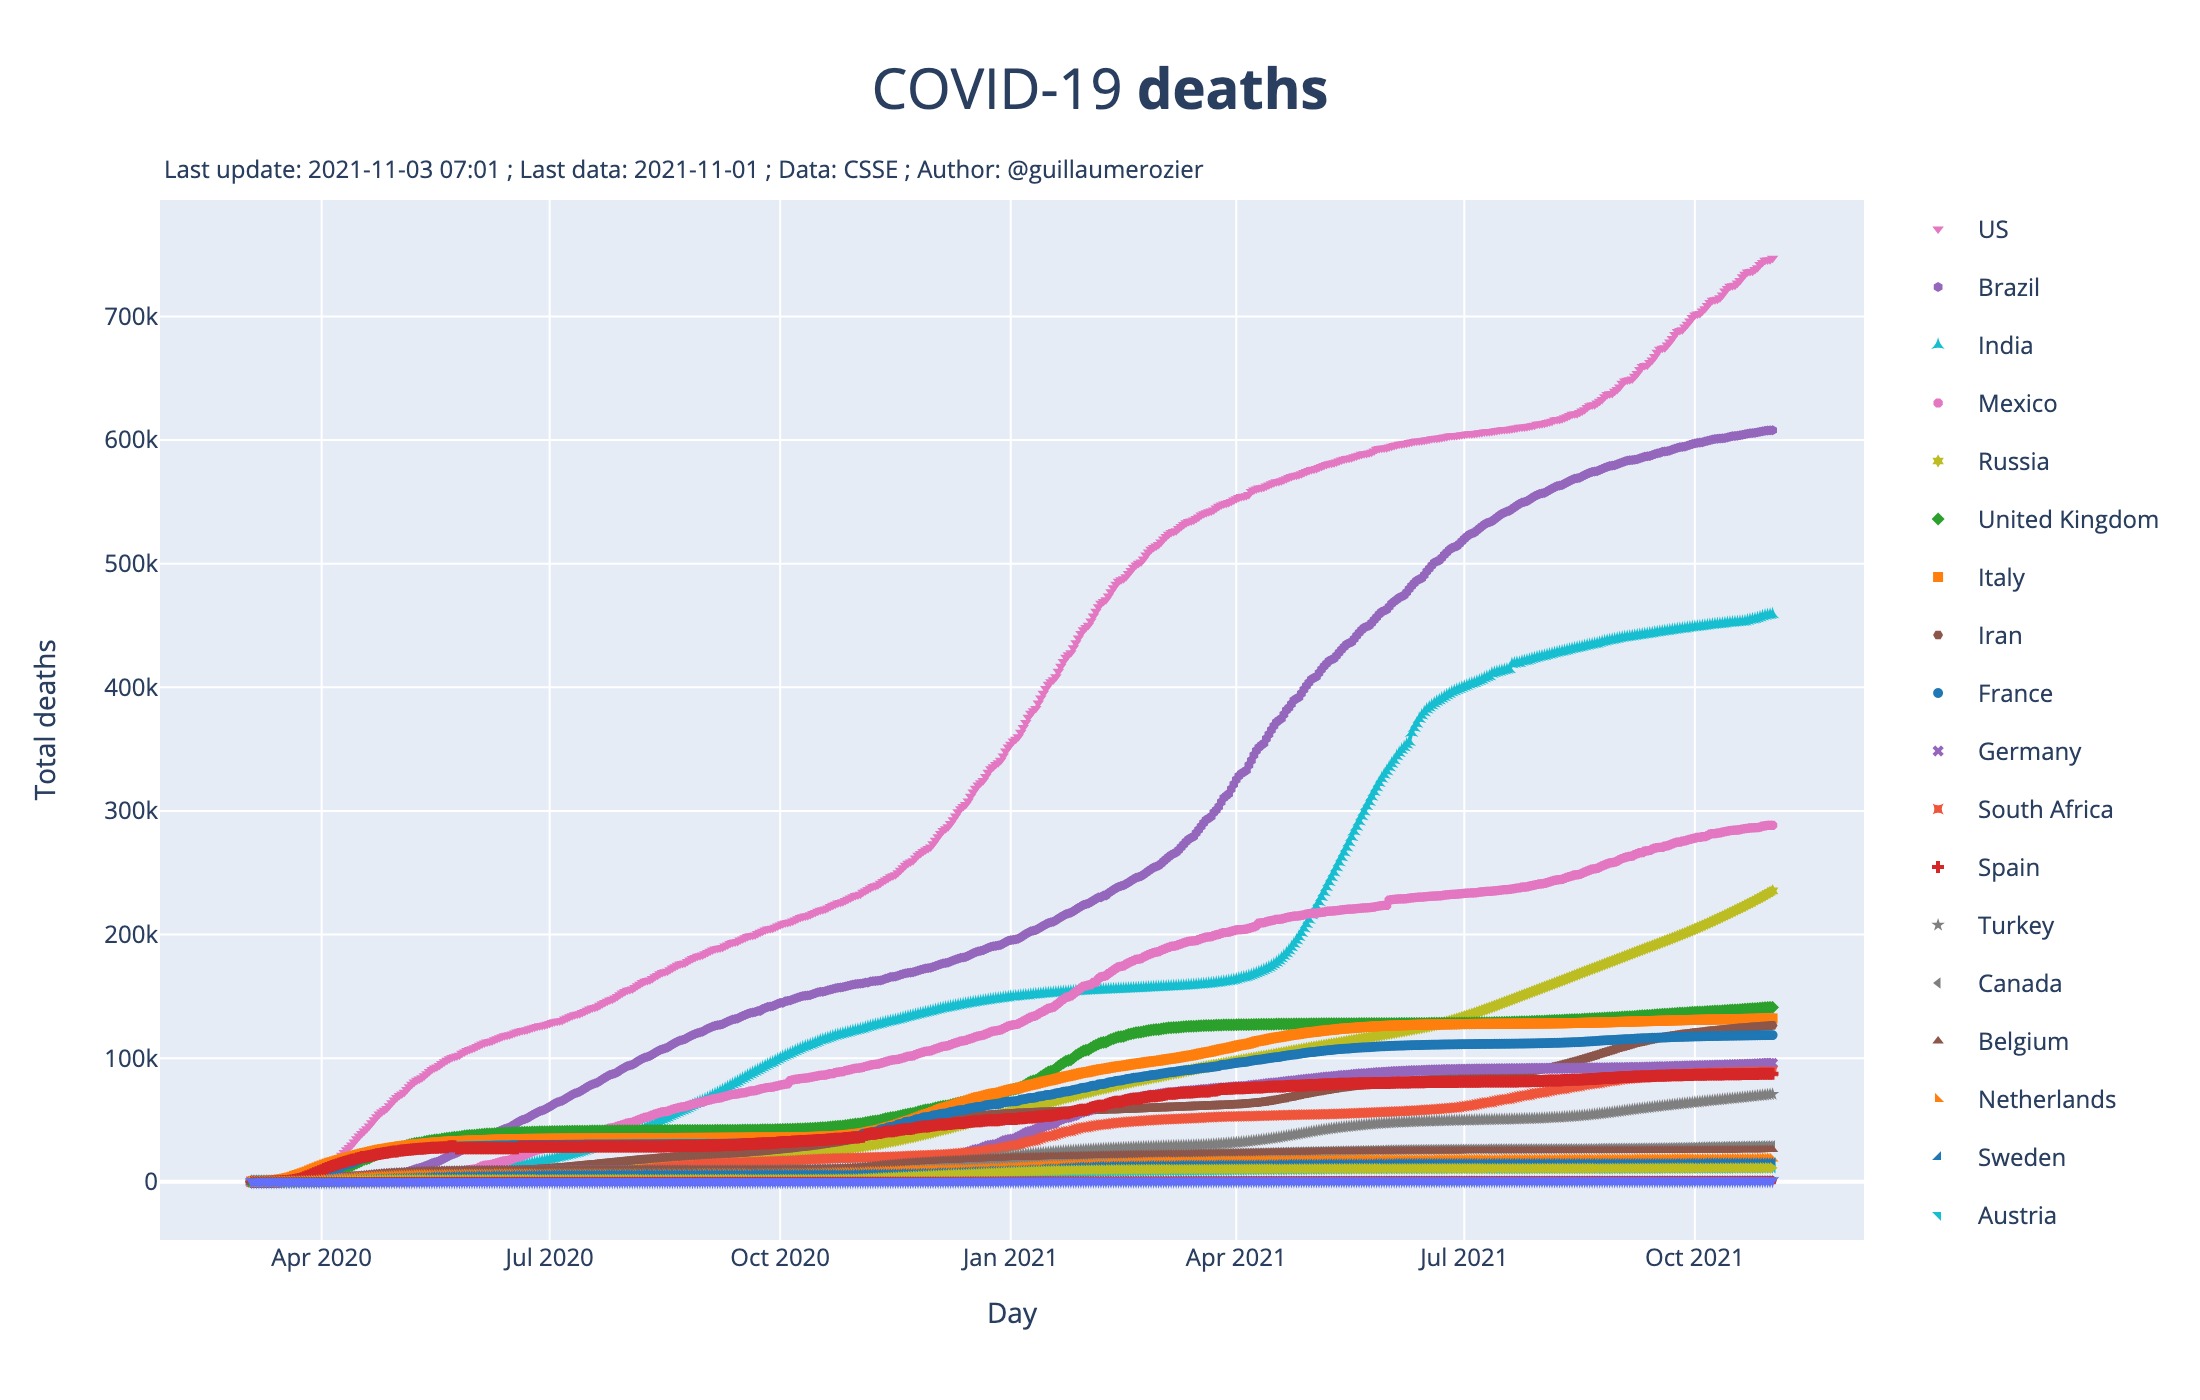 COVID-19 deaths
Last update: 2021-11-03 07:01 ; Last data: 2021-11-01 ; Data: CSSE ; Author: @guillaumerozier
Total deaths
700k
600k
500k
400k
300k
200k
100k
0
Apr 2020
Jul 2020
Oct 2020
Jan 2021
Apr 2021
Jul 2021
Oct 2021
Day
US
Brazil
India
Mexico
Russia
United Kingdom
Italy
Iran
France
Germany
South Africa
Spain
Turkey
Canada
Belgium
Netherlands
Sweden
Austria